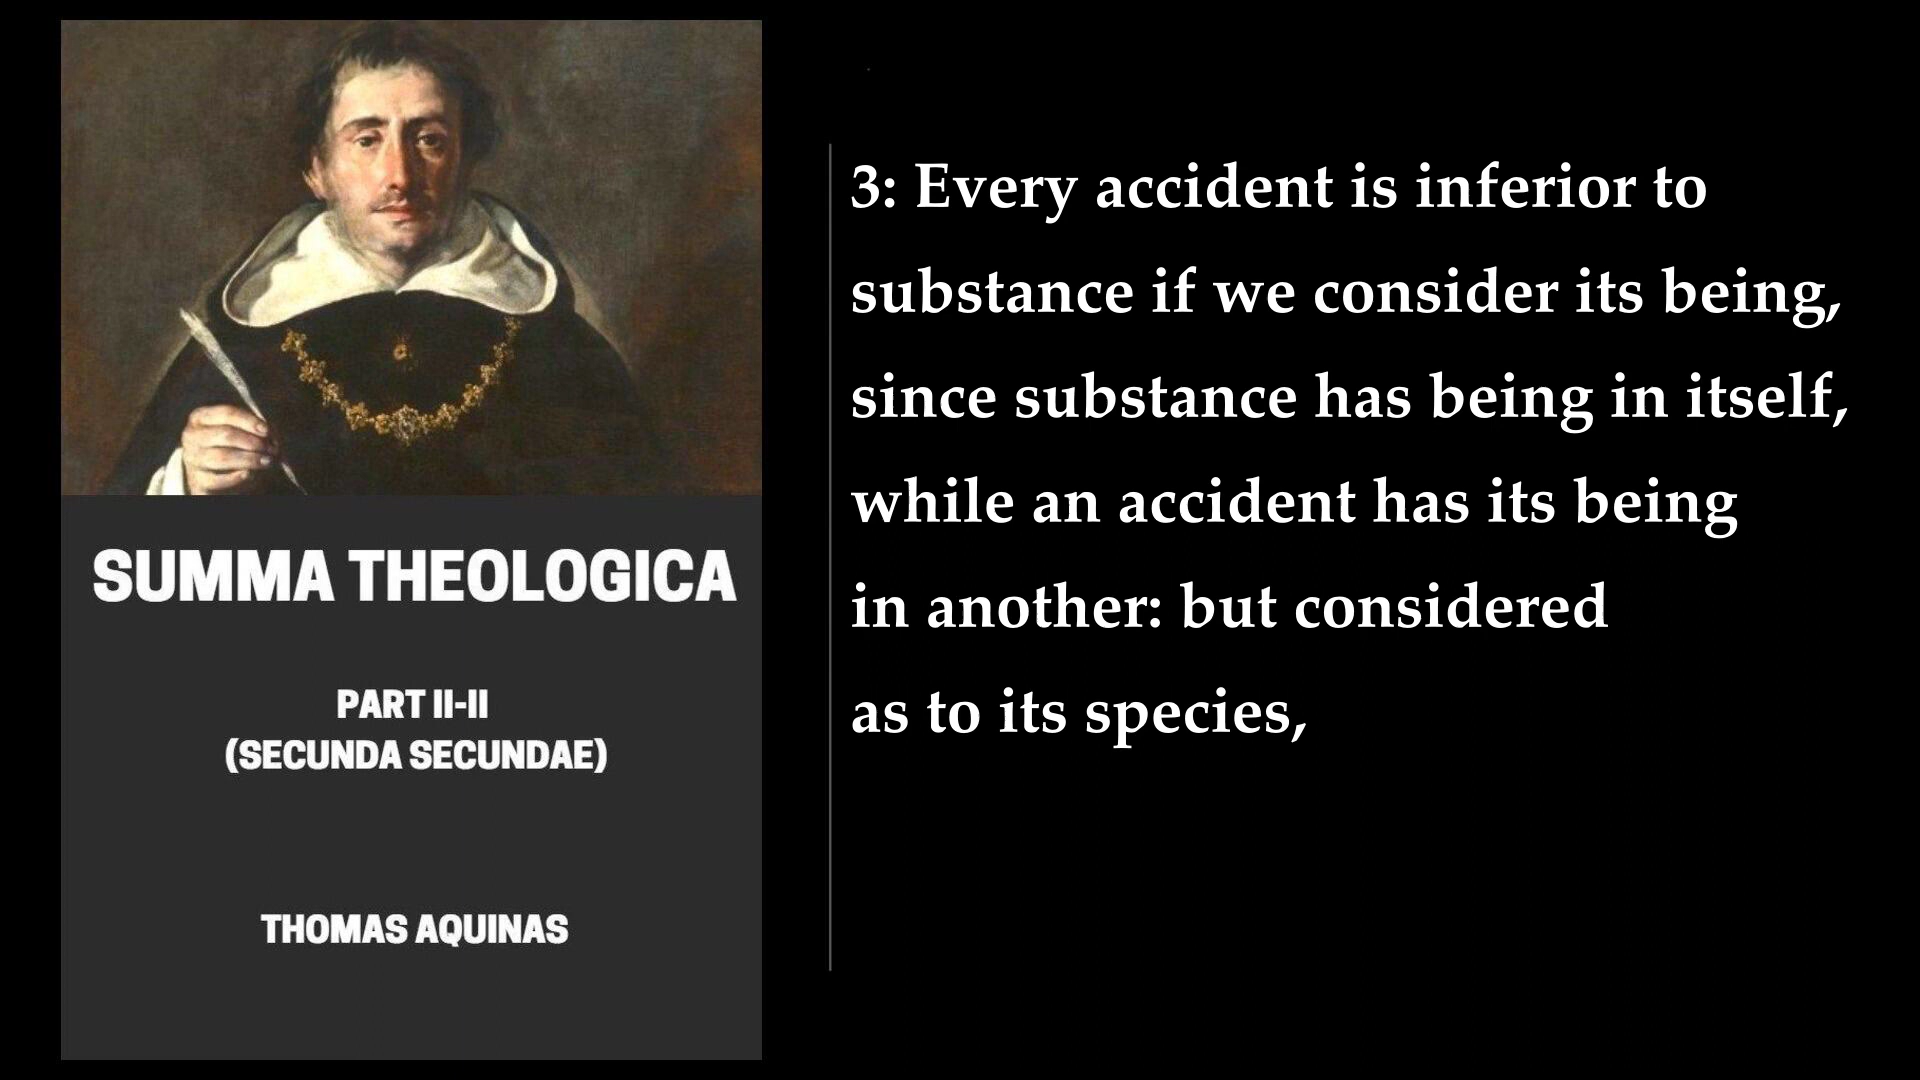 SUMMA THEOLOGICA
PART II-II
(SECUNDA SECUNDAE)
THOMAS AQUINAS
3: Every accident is inferior to
substance if we consider its being,
since substance has being in itself,
while an accident has its being
in another: but considered
as to its species,